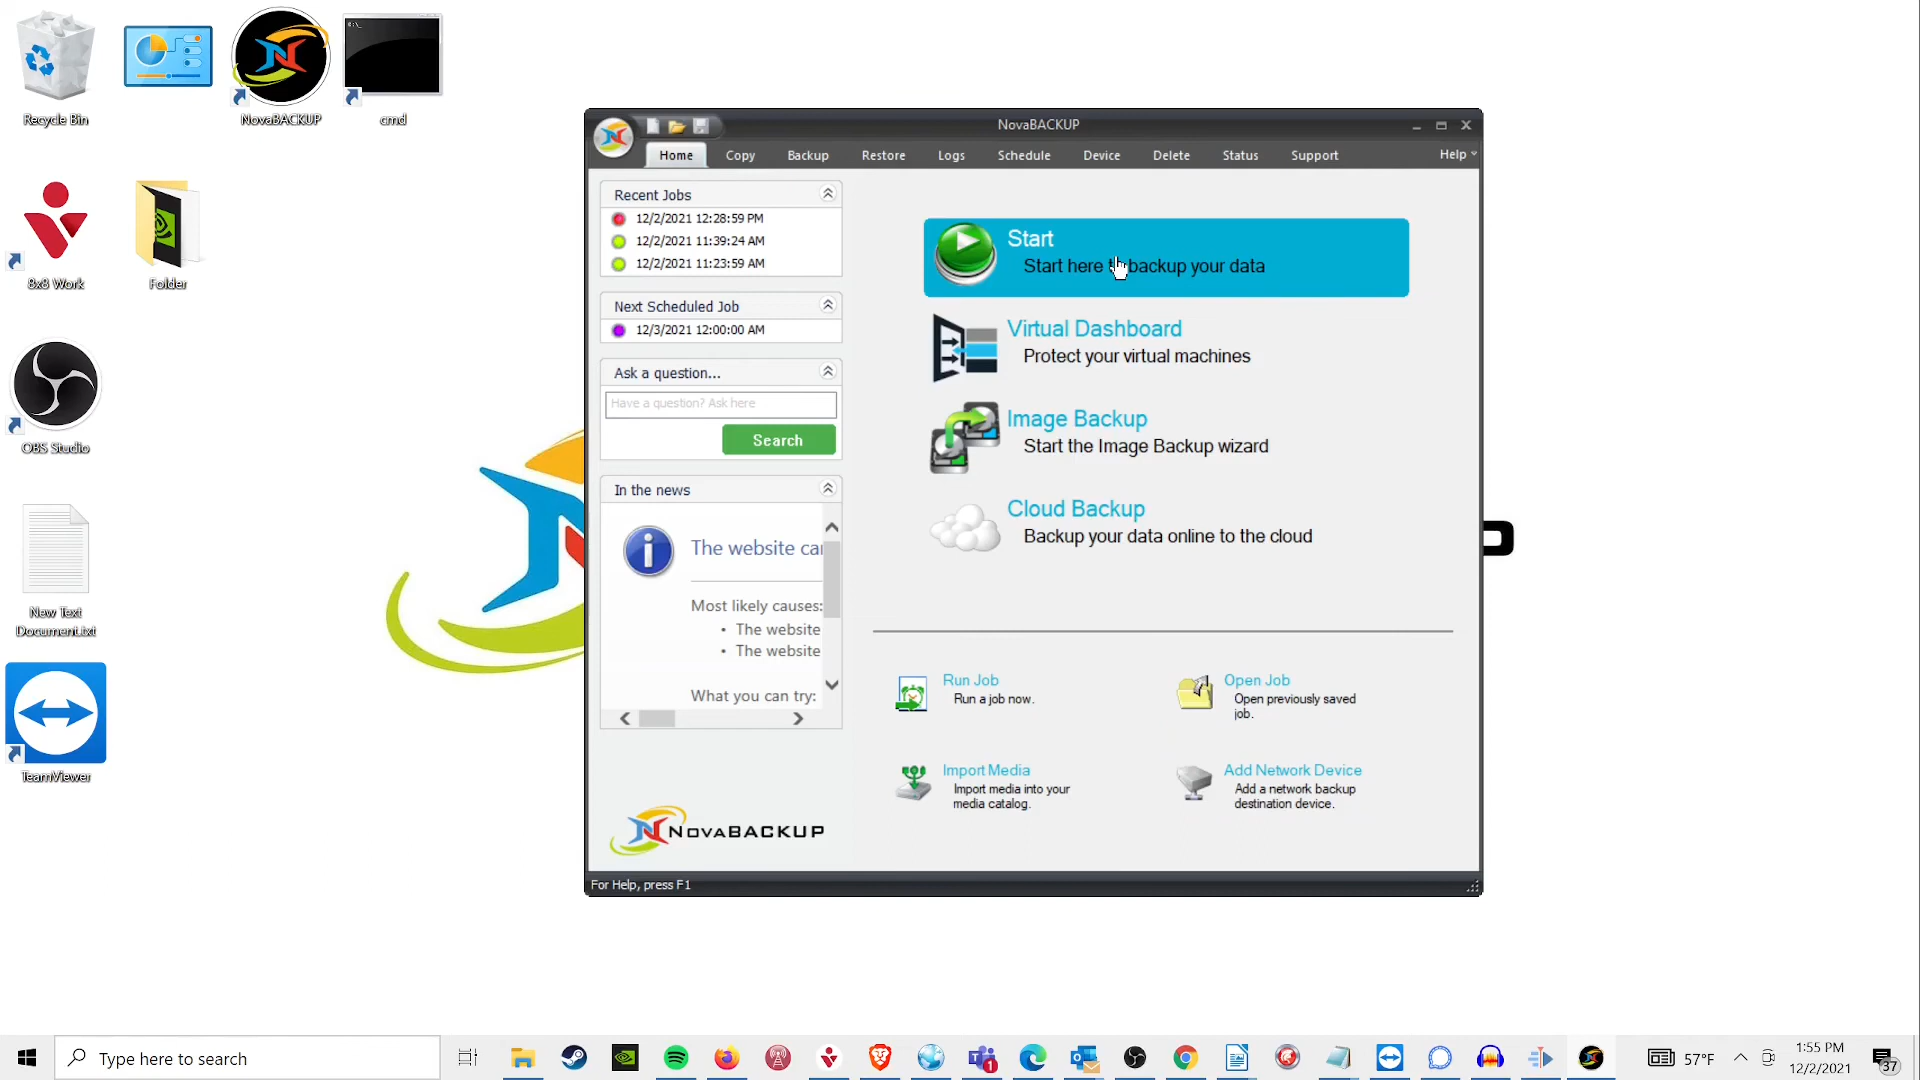 Recycle Bin
NovaBACKUP
cmd
8x8 Work
Folder
OBS Studio
New Text
Document.txt
TeamViewer
NovaBACKUP
Home
Copy
Backup
Restore
Logs
Schedule
Device
Delete
Status
Support
Help
Recent Jobs
12/2/2021 12:28:59 PM
12/2/2021 11:39:24 AM
12/2/2021 11:23:59 AM
Next Scheduled Job
12/3/2021 12:00:00 AM
Ask a question...
Have a question? Ask here
Search
In the news
The website
Most likely causes:
• The website
• The website
What you can try:
NOVABACKUP
Start
Start here to backup your data
Virtual Dashboard
Protect your virtual machines
Image Backup
Start the Image Backup wizard
Cloud Backup
Backup your data online to the cloud
Run Job
Run a job now.
Open Job
Open previously saved
job.
Import Media
Import media into your
media catalog.
Add Network Device
Add a network backup
destination device.
For Help, press F1
Type here to search
1
57°F
1:55 PM
12/2/2021
37